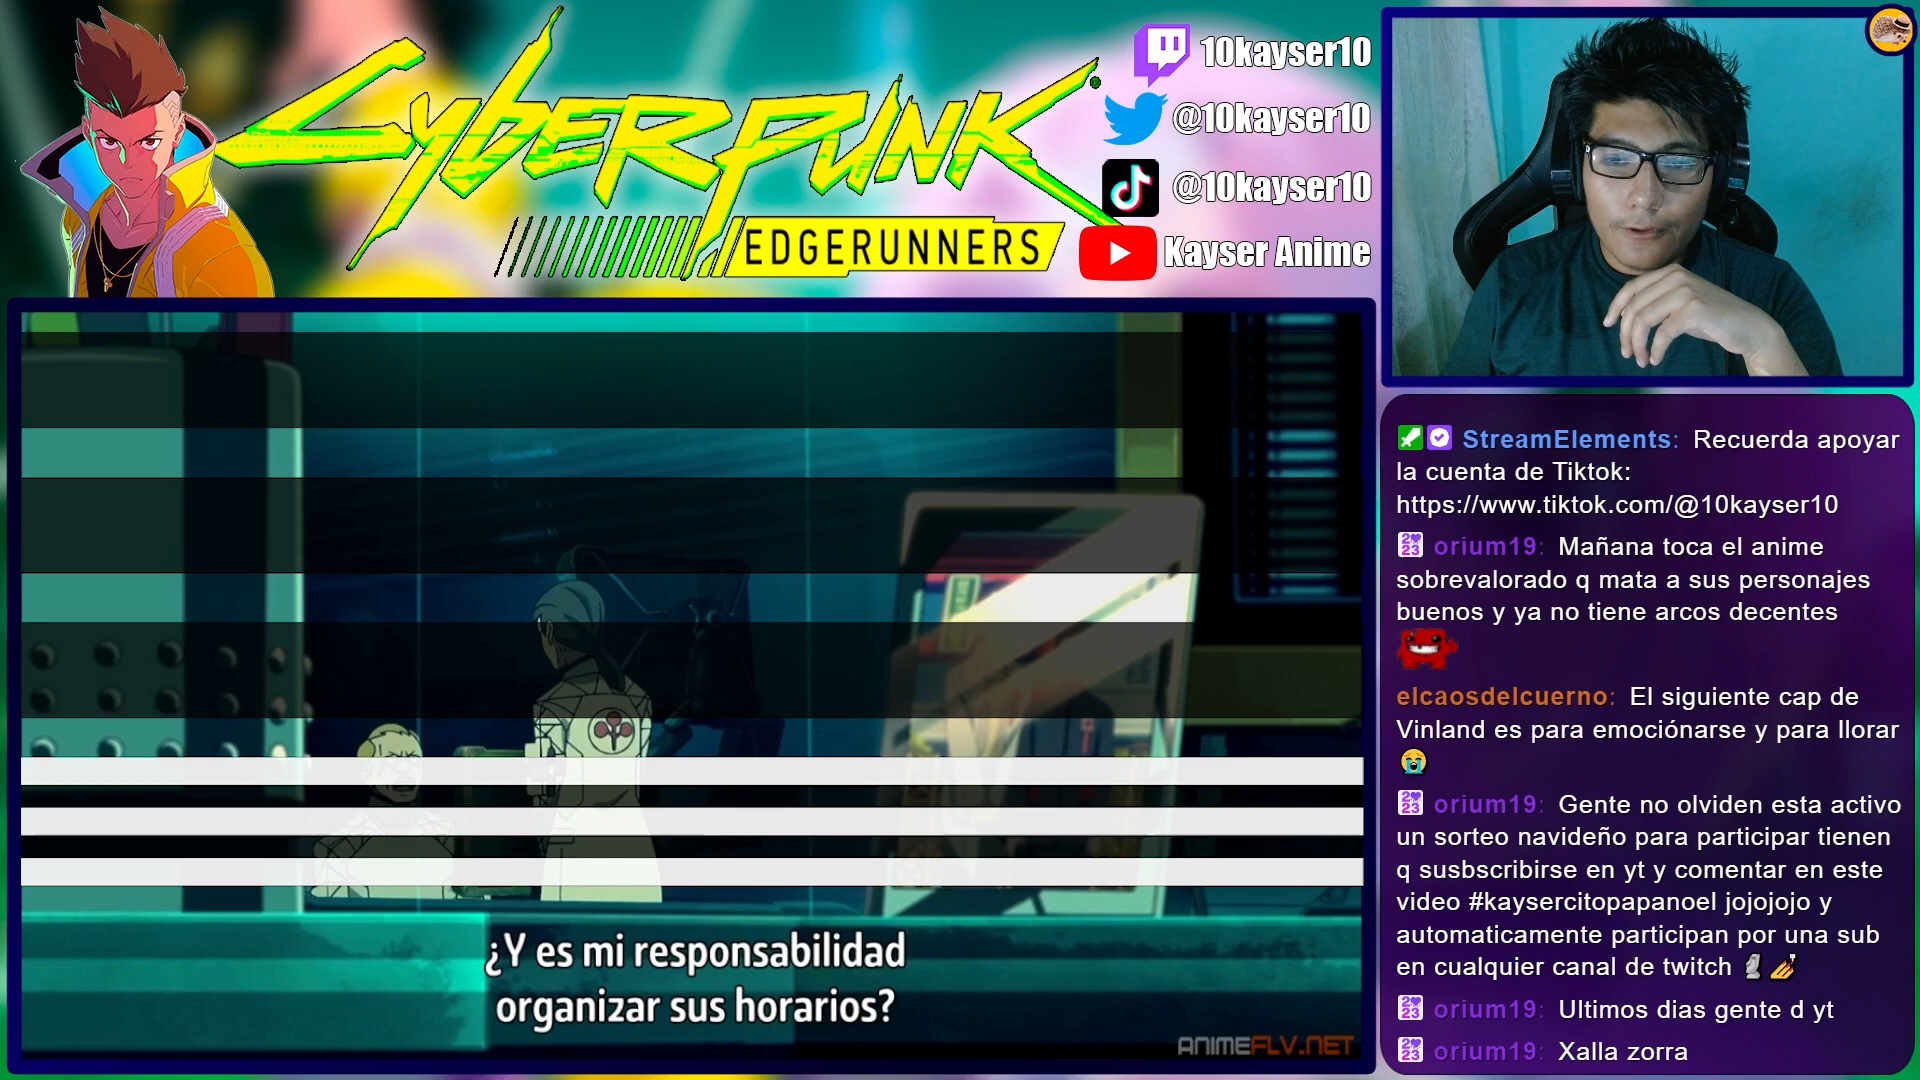 CYBERPUNK
EDGERUNNERS
10kayser10
@10kayser10
@10kayser10
Kayser Anime
¿Y es mi responsabilidad
organizar sus horarios?
ANIMEFLV.NET
StreamElements: Recuerda apoyar
la cuenta de Tiktok:
https://www.tiktok.com/@10kayser10
orium19: Mañana toca el anime
sobrevalorado q mata a sus personajes
buenos y ya no tiene arcos decentes
elcaosdelcuerno: El siguiente cap de
Vinland es para emociónarse y para llorar
😭
orium19: Gente no olviden esta activo
un sorteo navideño para participar tienen
q susbscribirse en yt y comentar en este
video #kaysercitopapanoel jojojojo y
automaticamente participan por una sub
en cualquier canal de twitch 🗿💅
orium19: Ultimos dias gente d yt
orium19: Xalla zorra